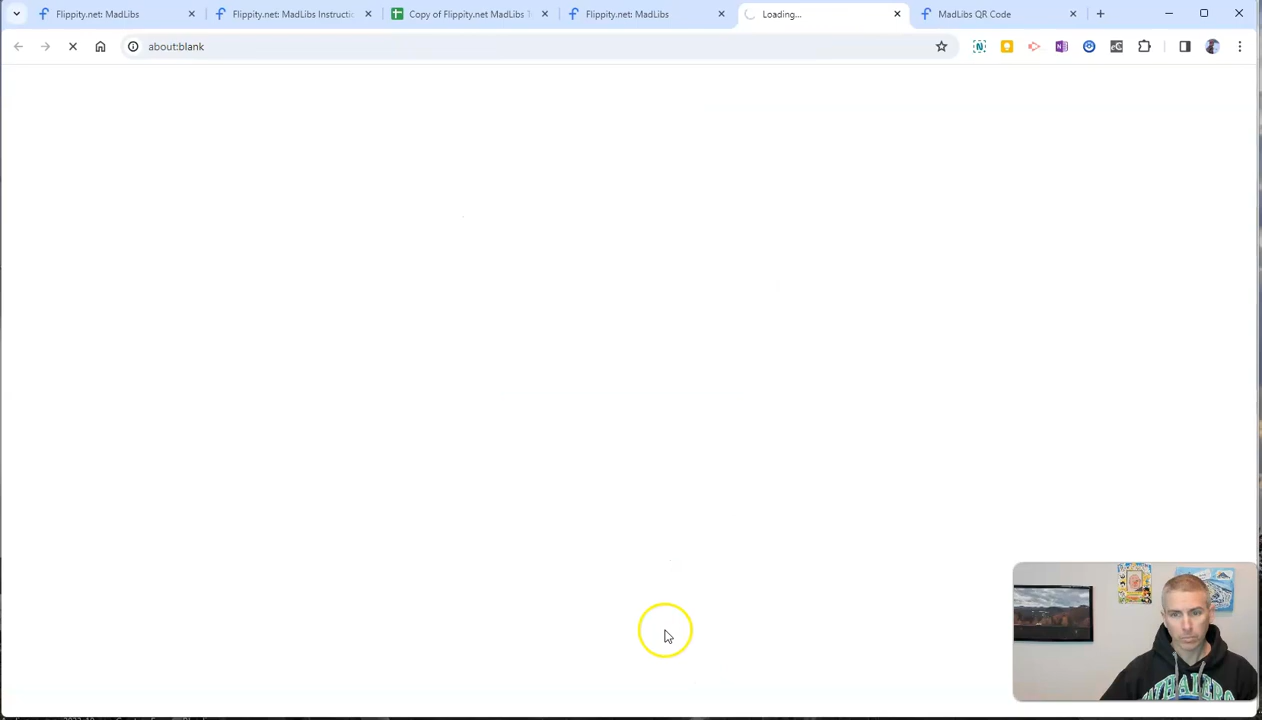 Flippity.net: MadLibs
Flippity.net: MadLibs Instructi
Copy of Flippity.net MadLibs T
Flippity.net: MadLibs
Loading...
MadLibs QR Code
about:blank